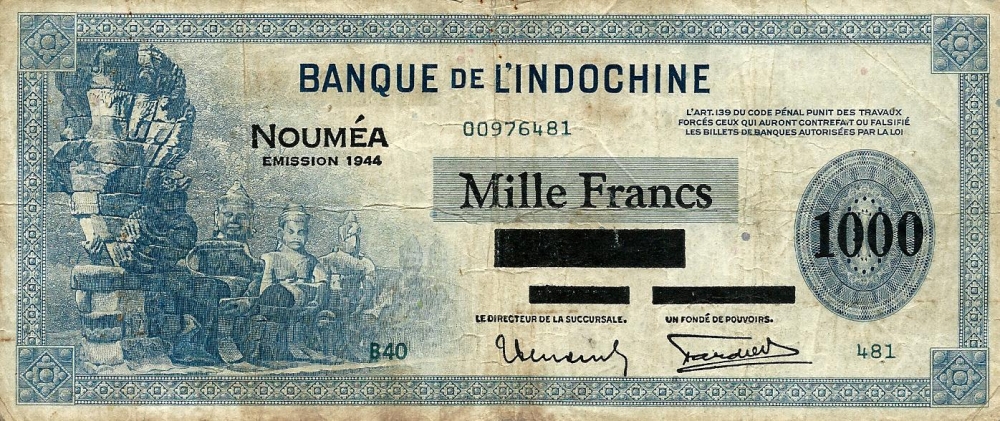 BANQUE DE L'INDOCHINE
L'ART. 139 DU CODE PÉNAL PUNIT DES TRAVAUX
FORCÉS CEUX QUI AURONT CONTREFAIT OU FALSIFIÉ
LES BILLETS DE BANQUES AUTORISÉES PAR LA LOI
NOUMÉA
00976481
ÉMISSION 1944
Mille Francs
1000
LE DIRECTEUR DE LA SUCCURSALE.
UN FONDÉ DE POUVOIRS.
B40
481